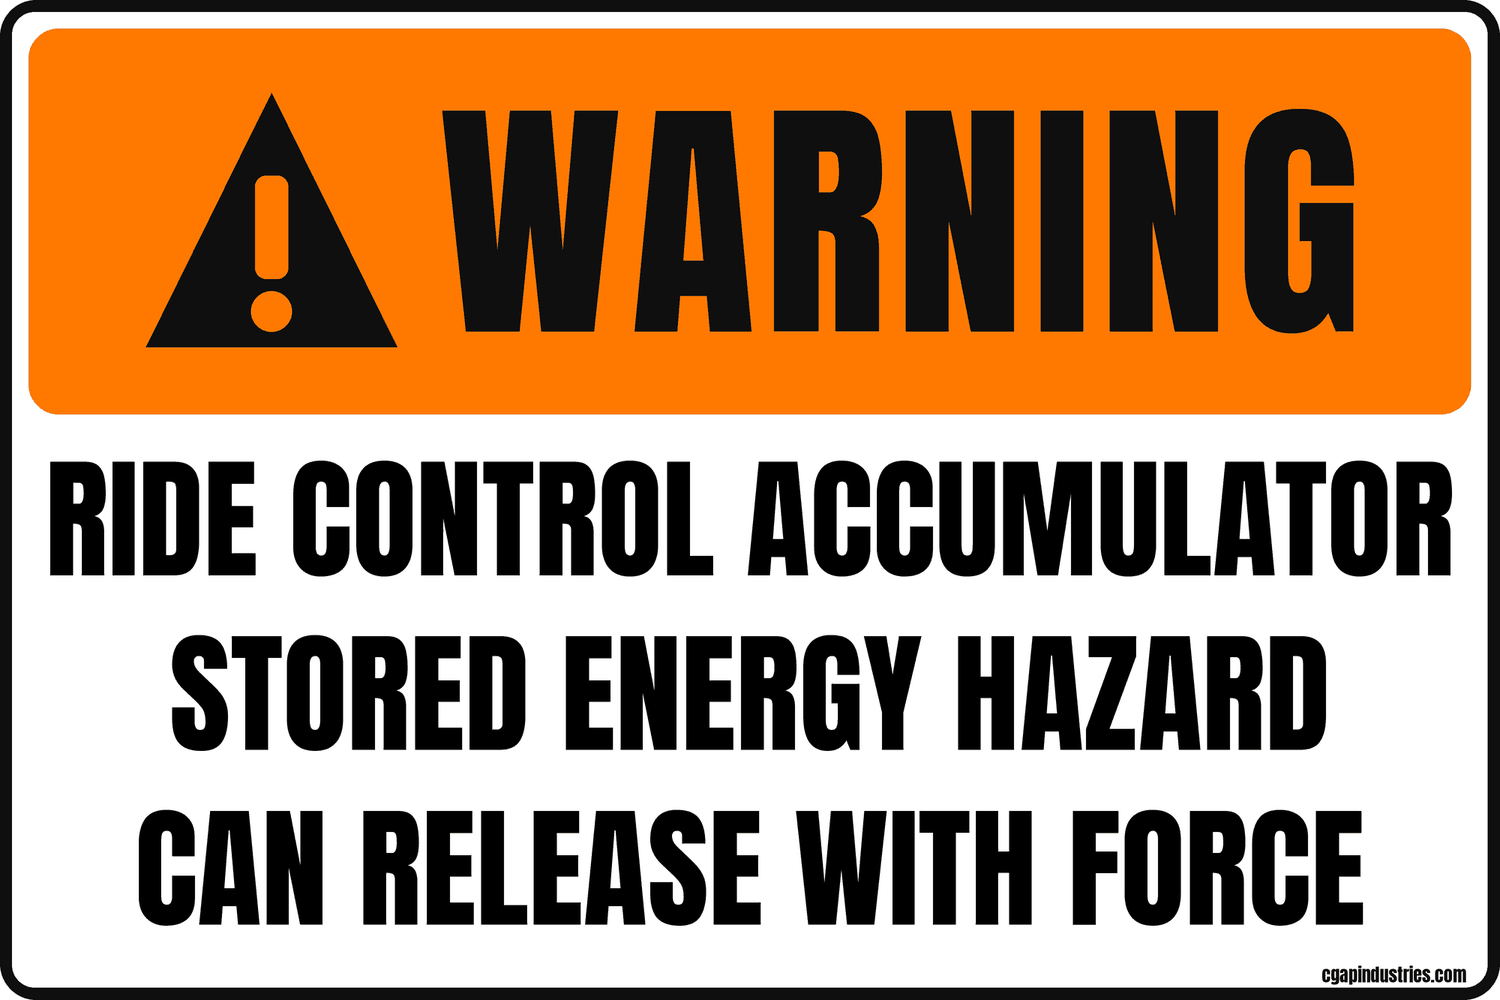 WARNING
RIDE CONTROL ACCUMULATOR
STORED ENERGY HAZARD
CAN RELEASE WITH FORCE
cgapindustries.com